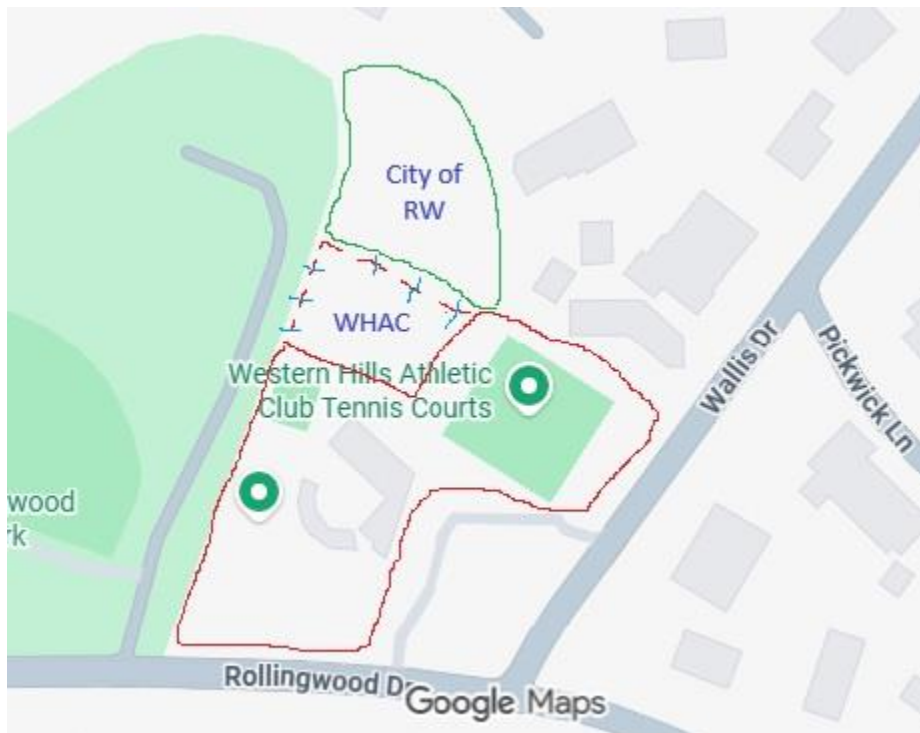 City of
RW
WHAC
Western Hills Athletic
Club Tennis Courts
Wallis Dr
Pickwick Ln
wood
rk
Rollingwood Dr
Google Maps